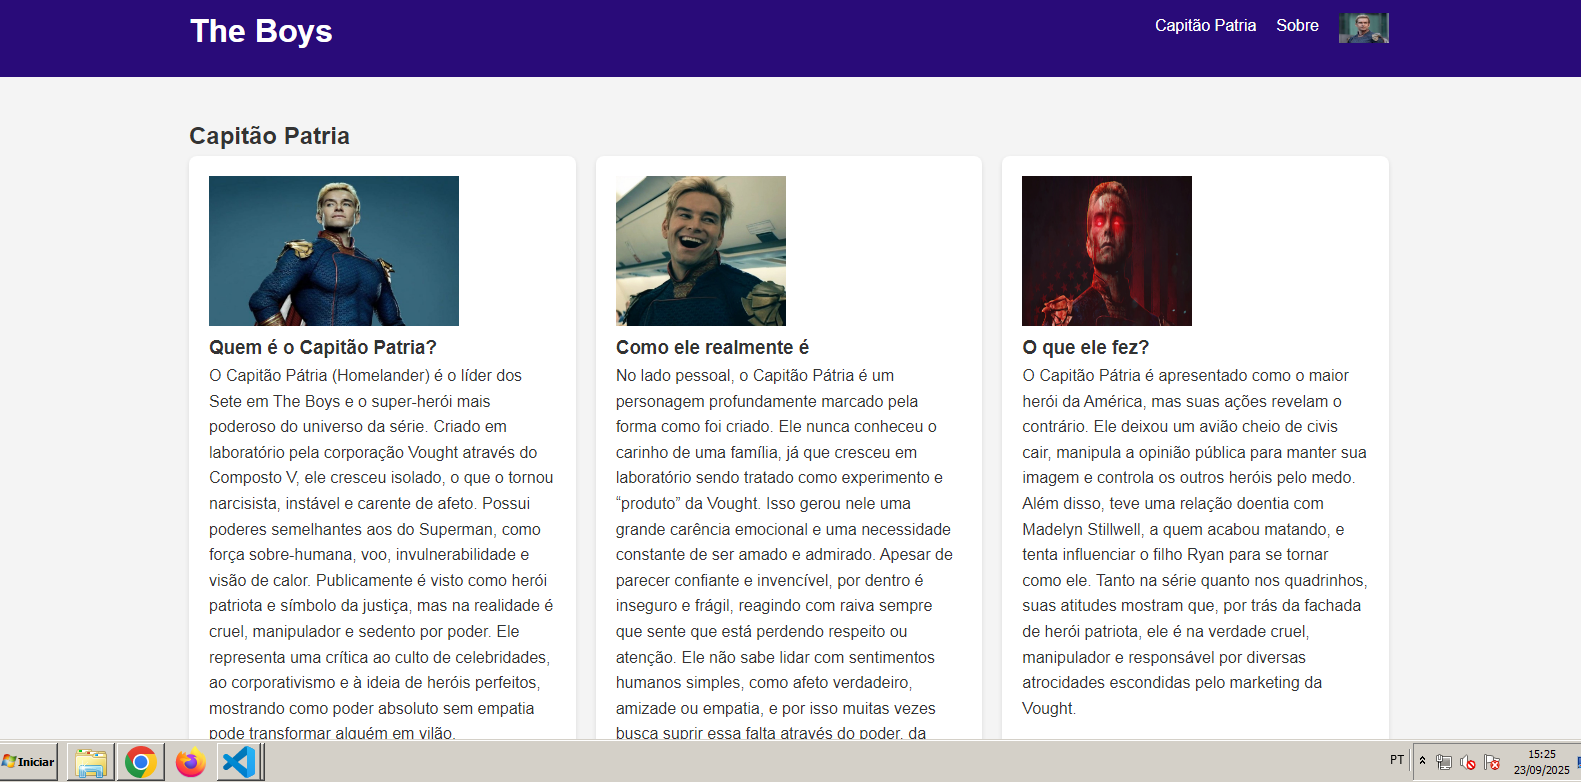 The Boys
Capitão Patria
Sobre
Capitão Patria
Quem é o Capitão Patria?
O Capitão Pátria (Homelander) é o líder dos
Sete em The Boys e o super-herói mais
poderoso do universo da série. Criado em
laboratório pela corporação Vought através do
Composto V, ele cresceu isolado, o que o tornou
narcisista, instável e carente de afeto. Possui
poderes semelhantes aos do Superman, como
força sobre-humana, voo, invulnerabilidade e
visão de calor. Publicamente é visto como herói
patriota e símbolo da justiça, mas na realidade é
cruel, manipulador e sedento por poder. Ele
representa uma crítica ao culto de celebridades,
ao corporativismo e à ideia de heróis perfeitos,
mostrando como poder absoluto sem empatia
pode transformar alguém em vilão.
Como ele realmente é
No lado pessoal, o Capitão Pátria é um
personagem profundamente marcado pela
forma como foi criado. Ele nunca conheceu o
carinho de uma família, já que cresceu em
laboratório sendo tratado como experimento e
“produto” da Vought. Isso gerou nele uma
grande carência emocional e uma necessidade
constante de ser amado e admirado. Apesar de
parecer confiante e invencível, por dentro é
inseguro e frágil, reagindo com raiva sempre
que sente que está perdendo respeito ou
atenção. Ele não sabe lidar com sentimentos
humanos simples, como afeto verdadeiro,
amizade ou empatia, e por isso muitas vezes
busca suprir essa falta através do poder, da
O que ele fez?
O Capitão Pátria é apresentado como o maior
herói da América, mas suas ações revelam o
contrário. Ele deixou um avião cheio de civis
cair, manipula a opinião pública para manter sua
imagem e controla os outros heróis pelo medo.
Além disso, teve uma relação doentia com
Madelyn Stillwell, a quem acabou matando, e
tenta influenciar o filho Ryan para se tornar
como ele. Tanto na série quanto nos quadrinhos,
suas atitudes mostram que, por trás da fachada
de herói patriota, ele é na verdade cruel,
manipulador e responsável por diversas
atrocidades escondidas pelo marketing da
Vought.
Iniciar
PT
15:25
23/09/2025